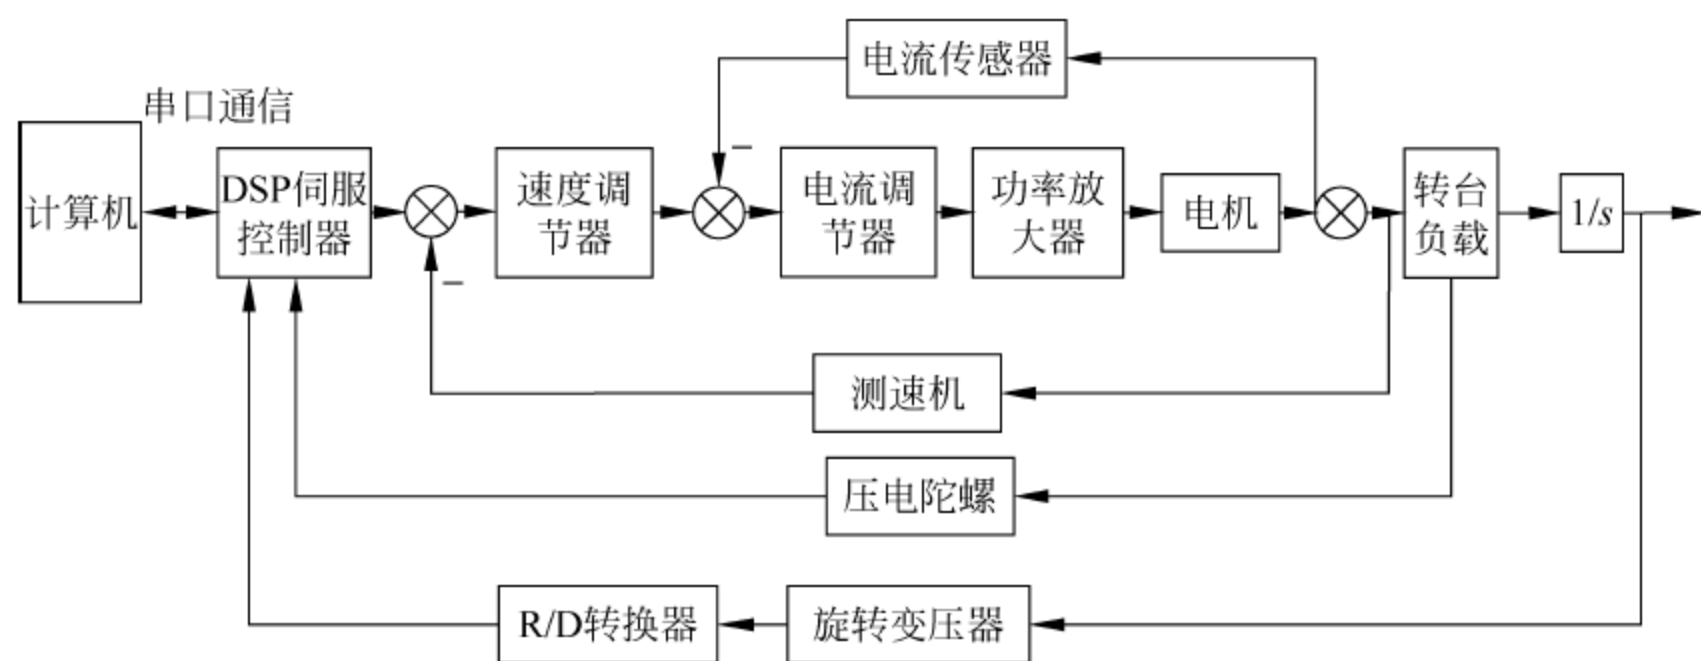 电流传感器
串口通信
计算机
DSP伺服
控制器
速度调
节器
电流调
节器
功率放
大器
电机
转台
负载
1/s
−
−
测速机
压电陀螺
R/D转换器
旋转变压器